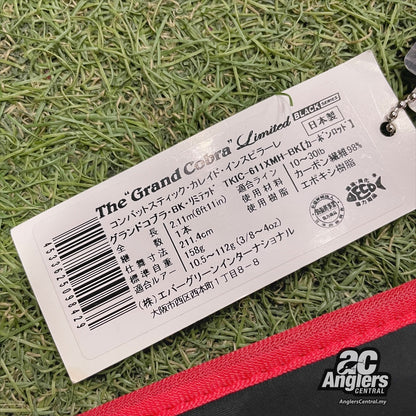 The "Grand Cobra" Limited BLACK SERIES
コンバットスティック・カレイド・インスピラーレ
グランドコブラ・BK・リミテッド TKIC-611XMH-BK【カーボンロッド】
日本製
全長 2.11m(6ft11in)
継数 1本
仕舞寸法 211.4cm
標準自重 158g
適合ルアー 10.5~112g (3/8~4oz)
適合ライン 10~30lb
使用材料 カーボン繊維98%
使用樹脂 エポキシ樹脂
(株)エバーグリーンインターナショナル
大阪市西区西本町1丁目8-8
AC Anglers
CENTRAL
AnglersCentral.my